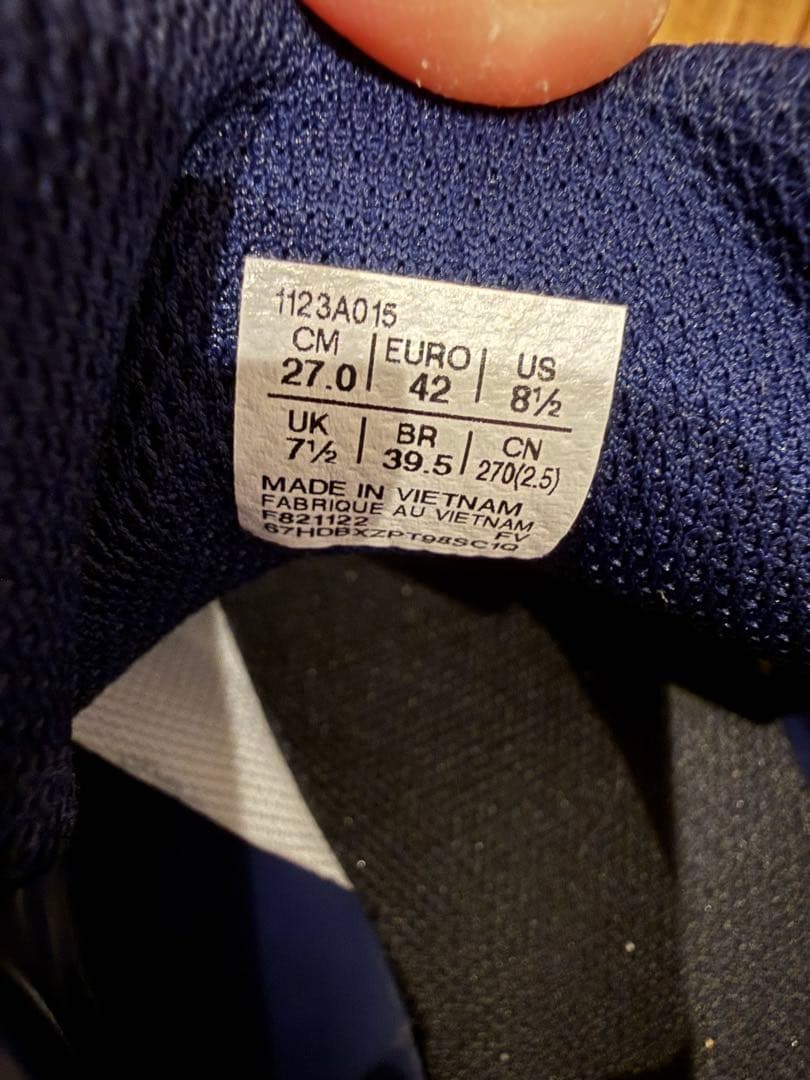 1123A015
CM | EURO | US
27.0 | 42 | 8½
UK | BR | CN
7½ | 39.5 | 270(2.5)
MADE IN VIETNAM
FABRIQUE AU VIETNAM
F821122 FV
67HDBXZPT98SC1Q